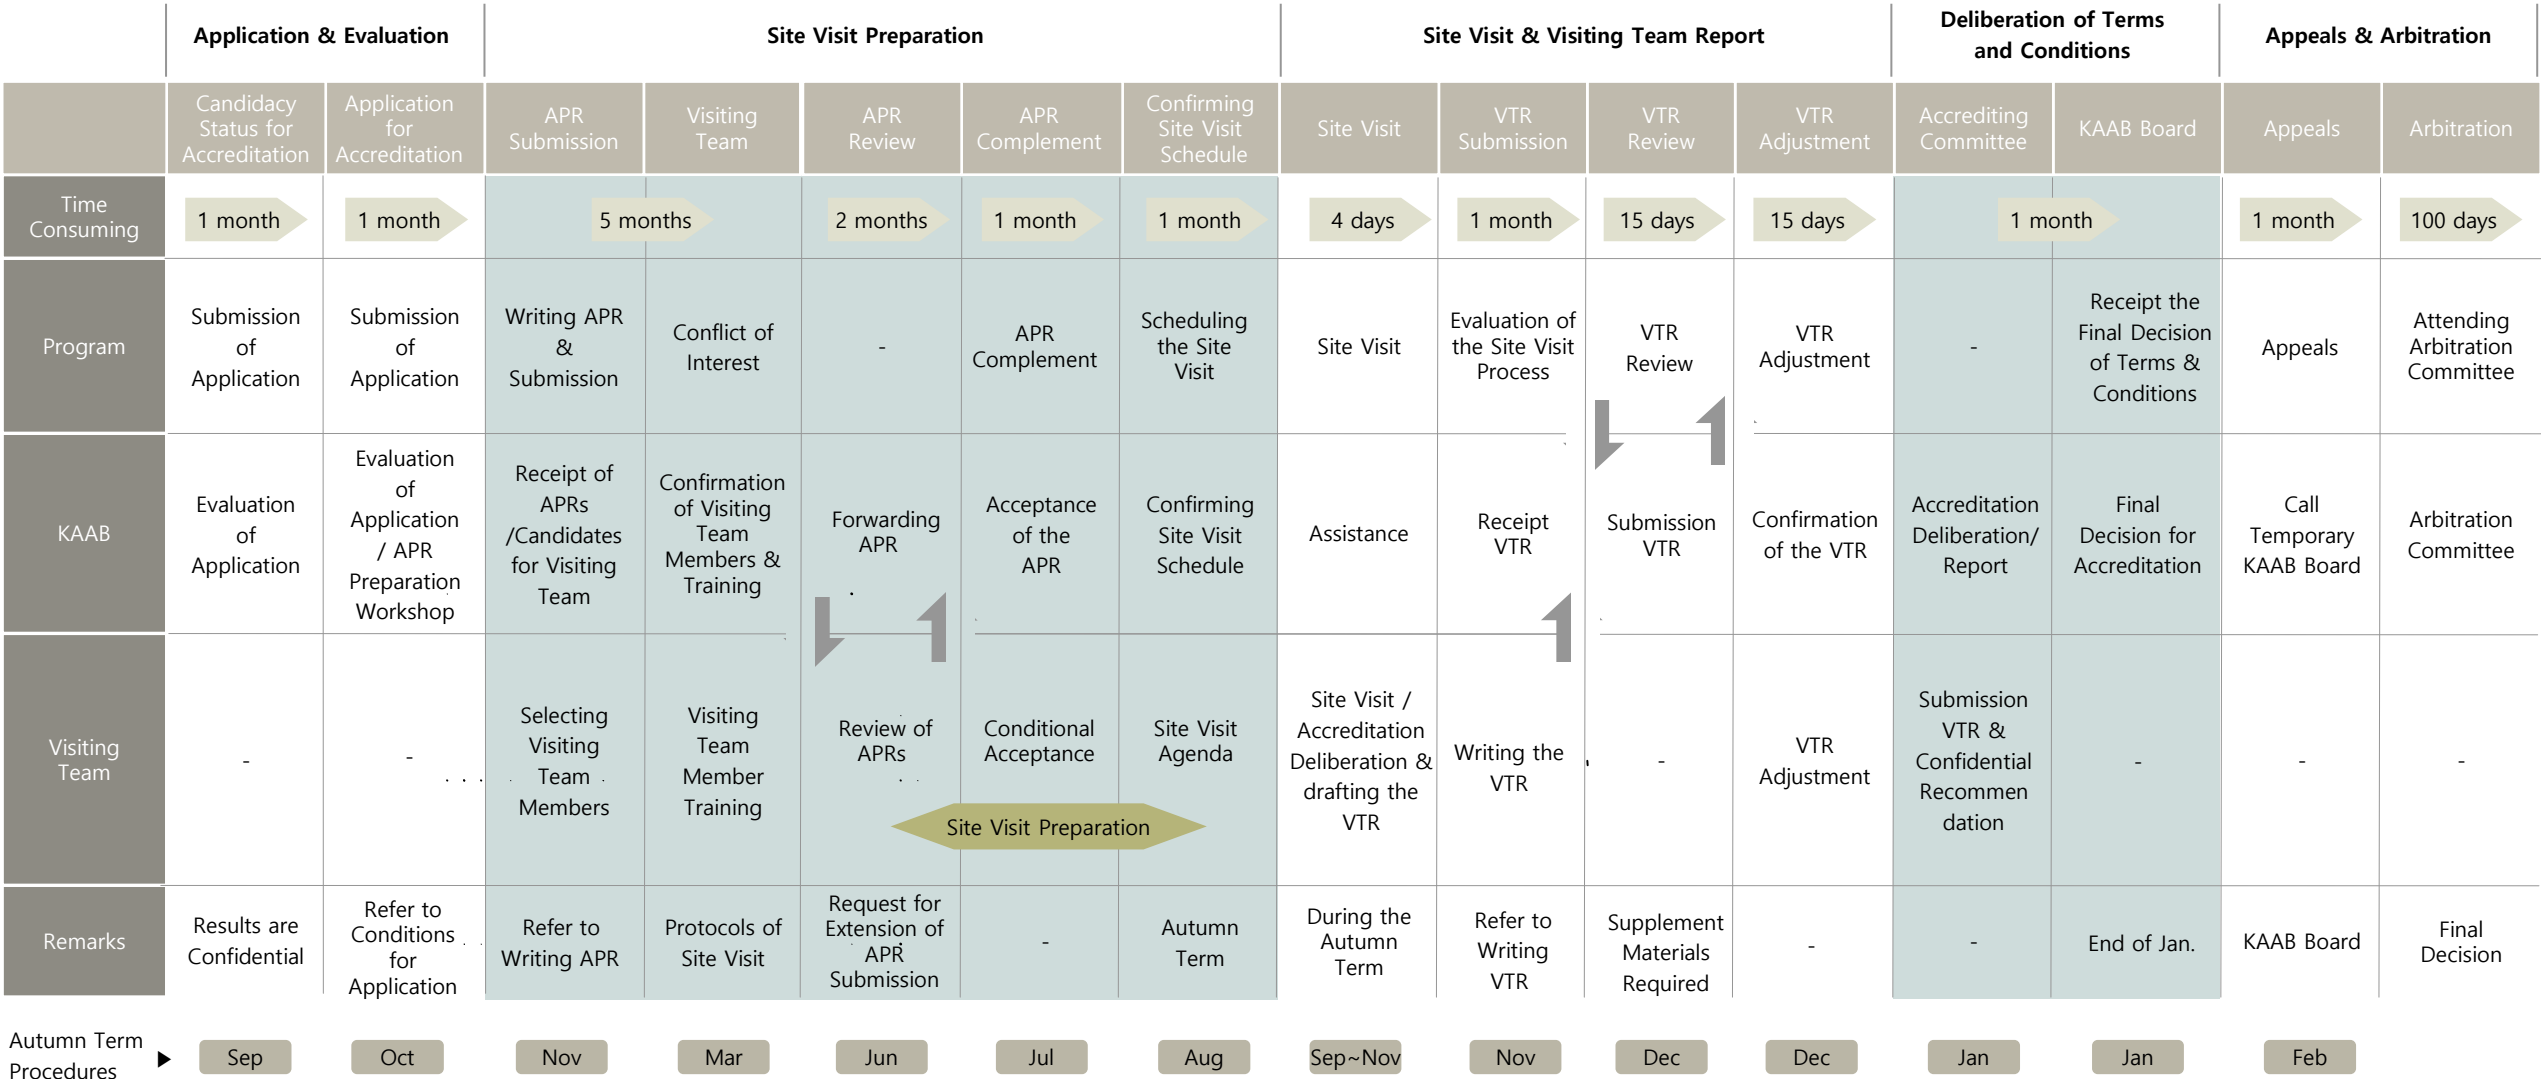 Application & Evaluation
Site Visit Preparation
Site Visit & Visiting Team Report
Deliberation of Terms
and Conditions
Appeals & Arbitration
Candidacy
Status for
Accreditation
Application
for
Accreditation
APR
Submission
Visiting
Team
APR
Review
APR
Complement
Confirming
Site Visit
Schedule
Site Visit
VTR
Submission
VTR
Review
VTR
Adjustment
Accrediting
Committee
KAAB Board
Appeals
Arbitration
Time
Consuming
1 month
1 month
5 months
2 months
1 month
1 month
4 days
1 month
15 days
15 days
1 month
1 month
100 days
Program
Submission
of
Application
Submission
of
Application
Writing APR
&
Submission
Conflict of
Interest
-
APR
Complement
Scheduling
the Site
Visit
Site Visit
Evaluation of
the Site Visit
Process
VTR
Review
VTR
Adjustment
-
Receipt the
Final Decision
of Terms &
Conditions
Appeals
Attending
Arbitration
Committee
KAAB
Evaluation
of
Application
Evaluation
of
Application
/ APR
Preparation
Workshop
Receipt of
APRs
/Candidates
for Visiting
Team
Confirmation
of Visiting
Team
Members &
Training
Forwarding
APR
Acceptance
of the
APR
Confirming
Site Visit
Schedule
Assistance
Receipt
VTR
Submission
VTR
Confirmation
of the VTR
Accreditation
Deliberation/
Report
Final
Decision for
Accreditation
Call
Temporary
KAAB Board
Arbitration
Committee
Visiting
Team
-
-
Selecting
Visiting
Team
Members
Visiting
Team
Member
Training
Review of
APRs
Conditional
Acceptance
Site Visit
Agenda
Site Visit Preparation
Site Visit /
Accreditation
Deliberation &
drafting the
VTR
Writing the
VTR
-
VTR
Adjustment
Submission
VTR &
Confidential
Recommen
dation
-
-
-
Remarks
Results are
Confidential
Refer to
Conditions
for
Application
Refer to
Writing APR
Protocols of
Site Visit
Request for
Extension of
APR
Submission
-
Autumn
Term
During the
Autumn
Term
Refer to
Writing
VTR
Supplement
Materials
Required
-
-
End of Jan.
KAAB Board
Final
Decision
Autumn Term
Procedures
Sep
Oct
Nov
Mar
Jun
Jul
Aug
Sep~Nov
Nov
Dec
Dec
Jan
Jan
Feb